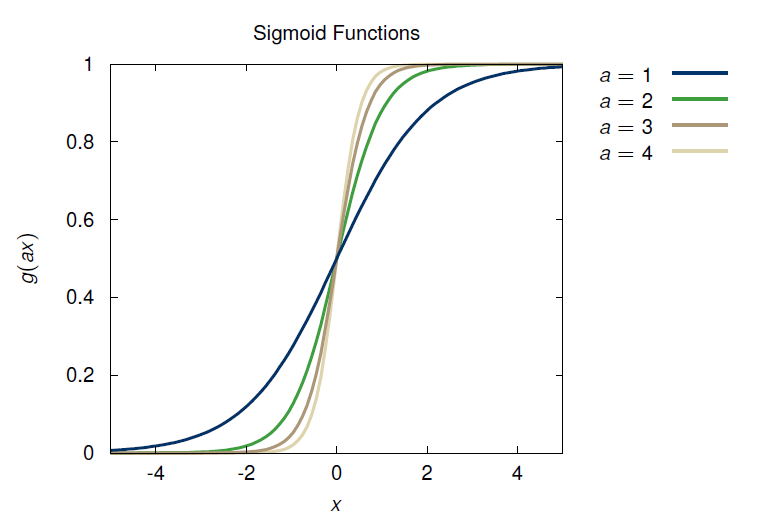 Sigmoid Functions
1
0.8
0.6
0.4
0.2
0
g(ax)
-4 -2 0 2 4
x
a = 1
a = 2
a = 3
a = 4